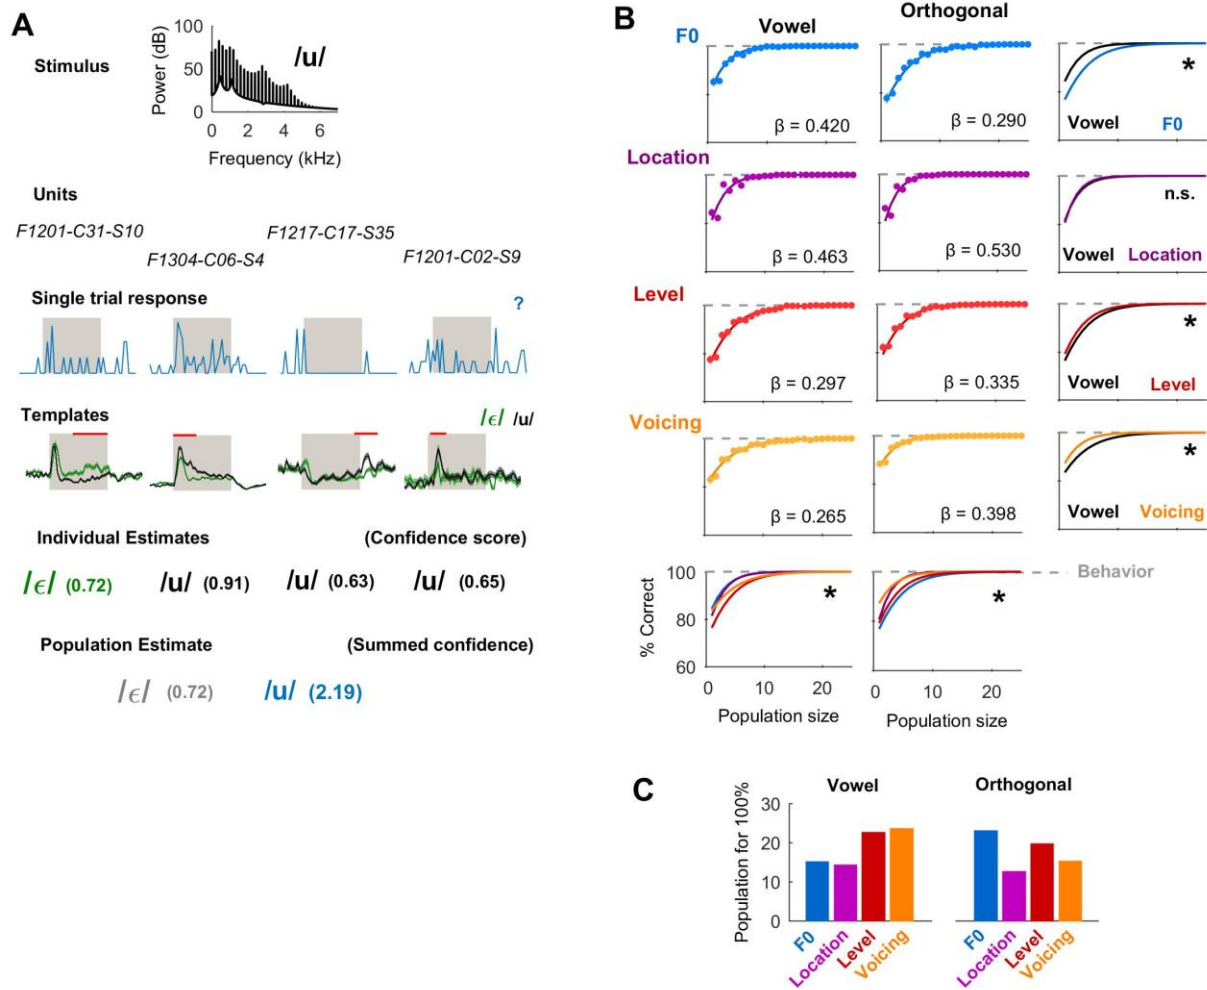 A
Stimulus
Power (dB)
100
50
0
/u/
0 2 4 6
Frequency (kHz)
Units
F1201-C31-S10
F1304-C06-S4
F1217-C17-S35
F1201-C02-S9
Single trial response
?
Templates
/ϵ/ /u/
Individual Estimates (Confidence score)
/ϵ/ (0.72) /u/ (0.91) /u/ (0.63) /u/ (0.65)
Population Estimate (Summed confidence)
/ϵ/ (0.72) /u/ (2.19)
B
Vowel Orthogonal
F0
β = 0.420
β = 0.290
*
Vowel F0
Location
β = 0.463
β = 0.530
n.s.
Vowel Location
Level
β = 0.297
β = 0.335
*
Vowel Level
Voicing
β = 0.265
β = 0.398
*
Vowel Voicing
% Correct
100
80
60
*
*
Behavior
0 10 20
0 10 20
Population size
Population size
C
Vowel Orthogonal
Population for 100%
30
20
10
0
F0 Location Level Voicing
F0 Location Level Voicing